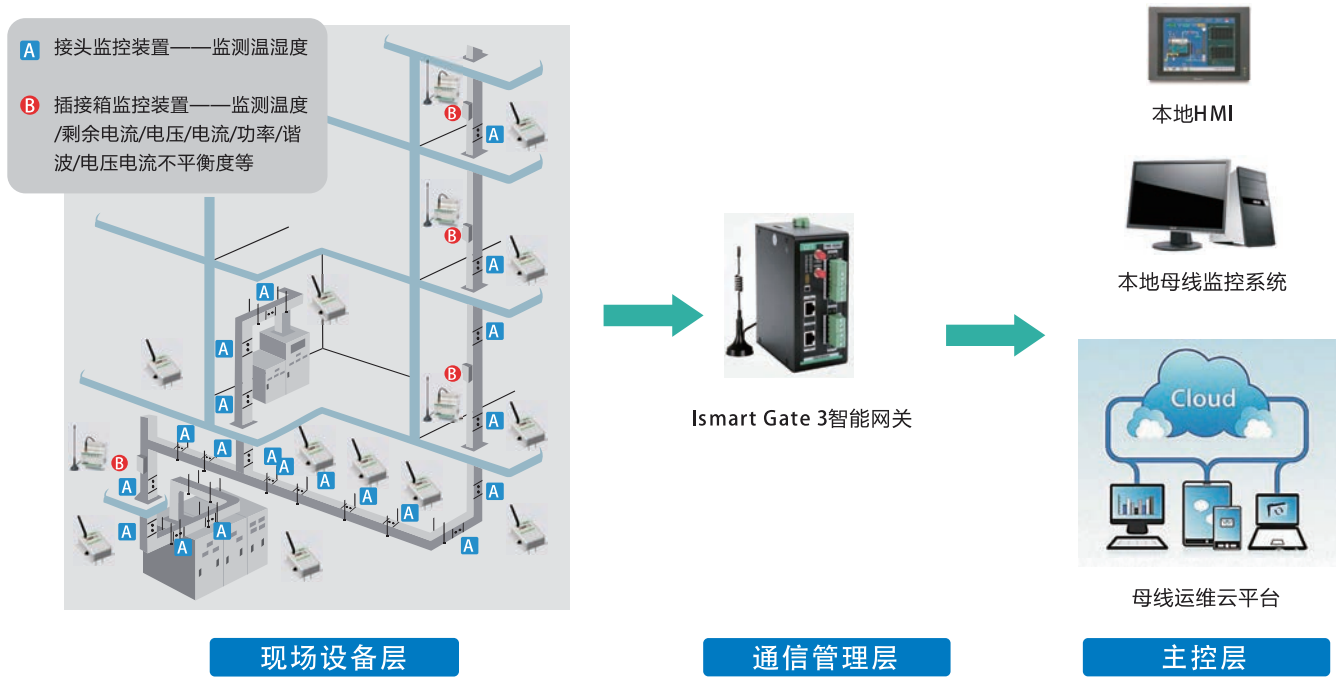 A 接头监控装置——监测温湿度
B 插接箱监控装置——监测温度
/剩余电流/电压/电流/功率/谐
波/电压电流不平衡度等
B
A
B
A
A
A
A
B
A
A
A
A
A
A
A
A
A
A
B
A
A
A
A
A
A
A
Ismart Gate 3智能网关
本地HMI
本地母线监控系统
Cloud
母线运维云平台
现场设备层
通信管理层
主控层